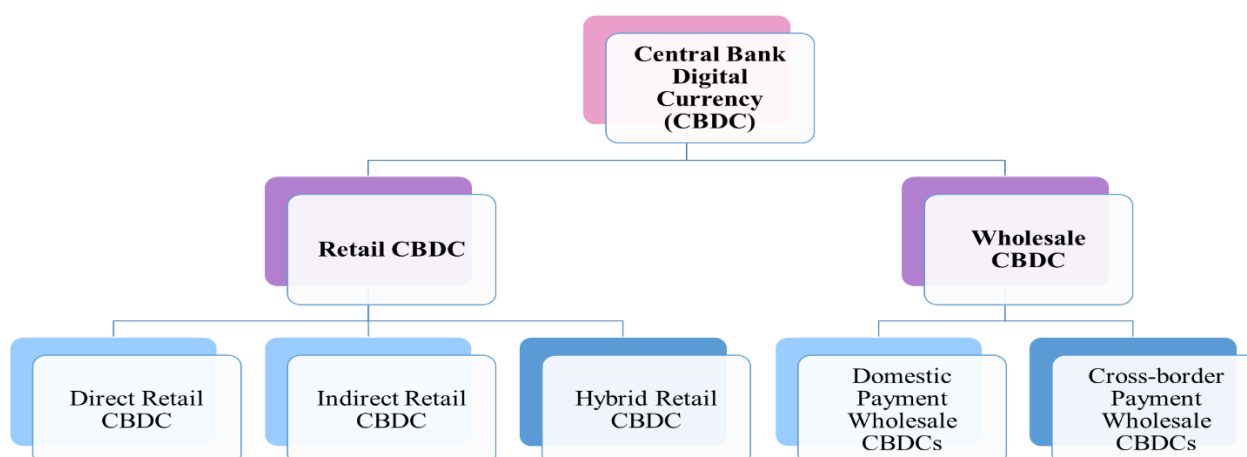 Central Bank
Digital
Currency
(CBDC)
Retail CBDC
Wholesale
CBDC
Direct Retail
CBDC
Indirect Retail
CBDC
Hybrid Retail
CBDC
Domestic
Payment
Wholesale
CBDCs
Cross-border
Payment
Wholesale
CBDCs